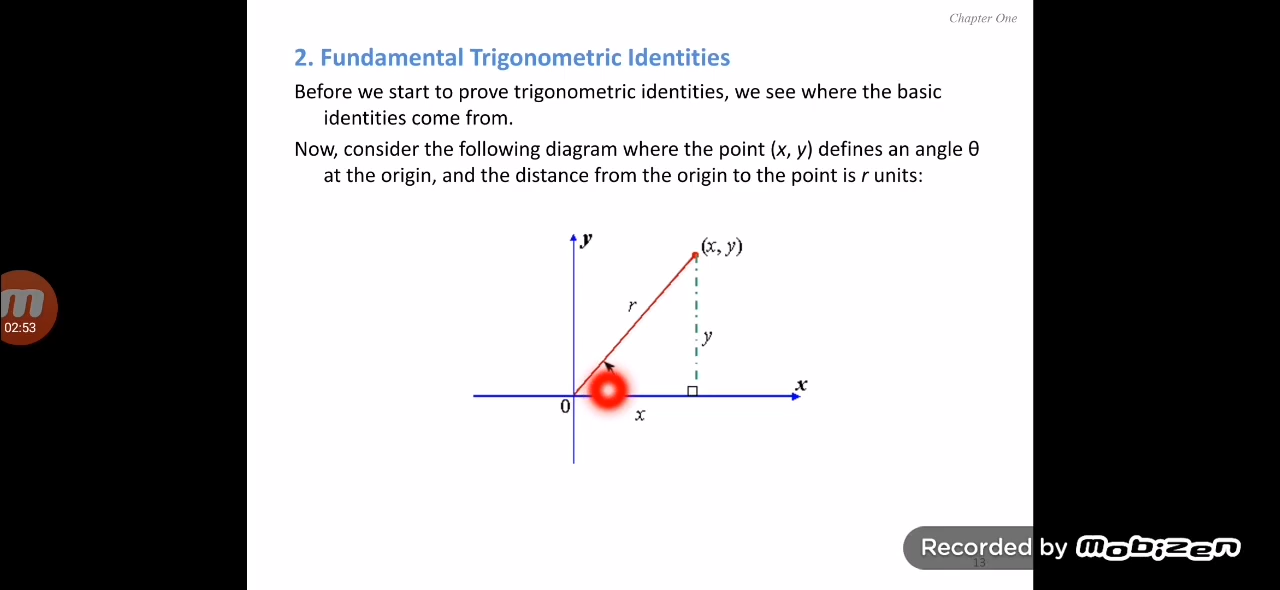 Chapter One
2. Fundamental Trigonometric Identities
Before we start to prove trigonometric identities, we see where the basic
identities come from.
Now, consider the following diagram where the point (x, y) defines an angle θ
at the origin, and the distance from the origin to the point is r units:
y
(x, y)
r
y
x
0
x
02:53
Recorded by mobizen
13